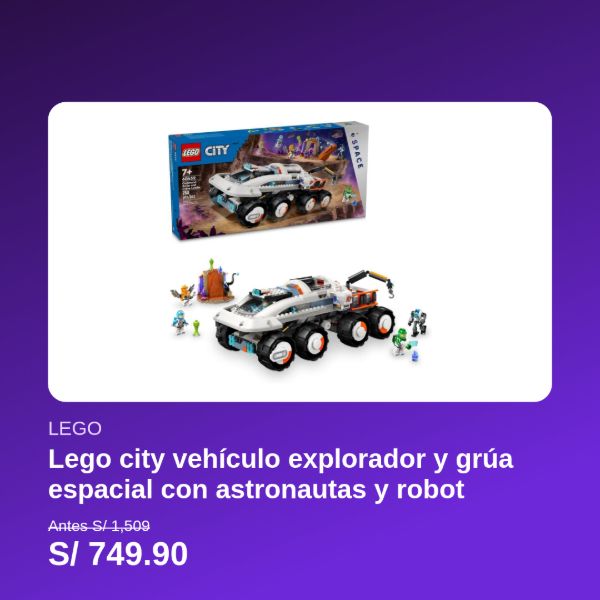 LEGO CITY
SPACE
7+
LEGO
Lego city vehículo explorador y grúa
espacial con astronautas y robot
Antes S/ 1,509
S/ 749.90